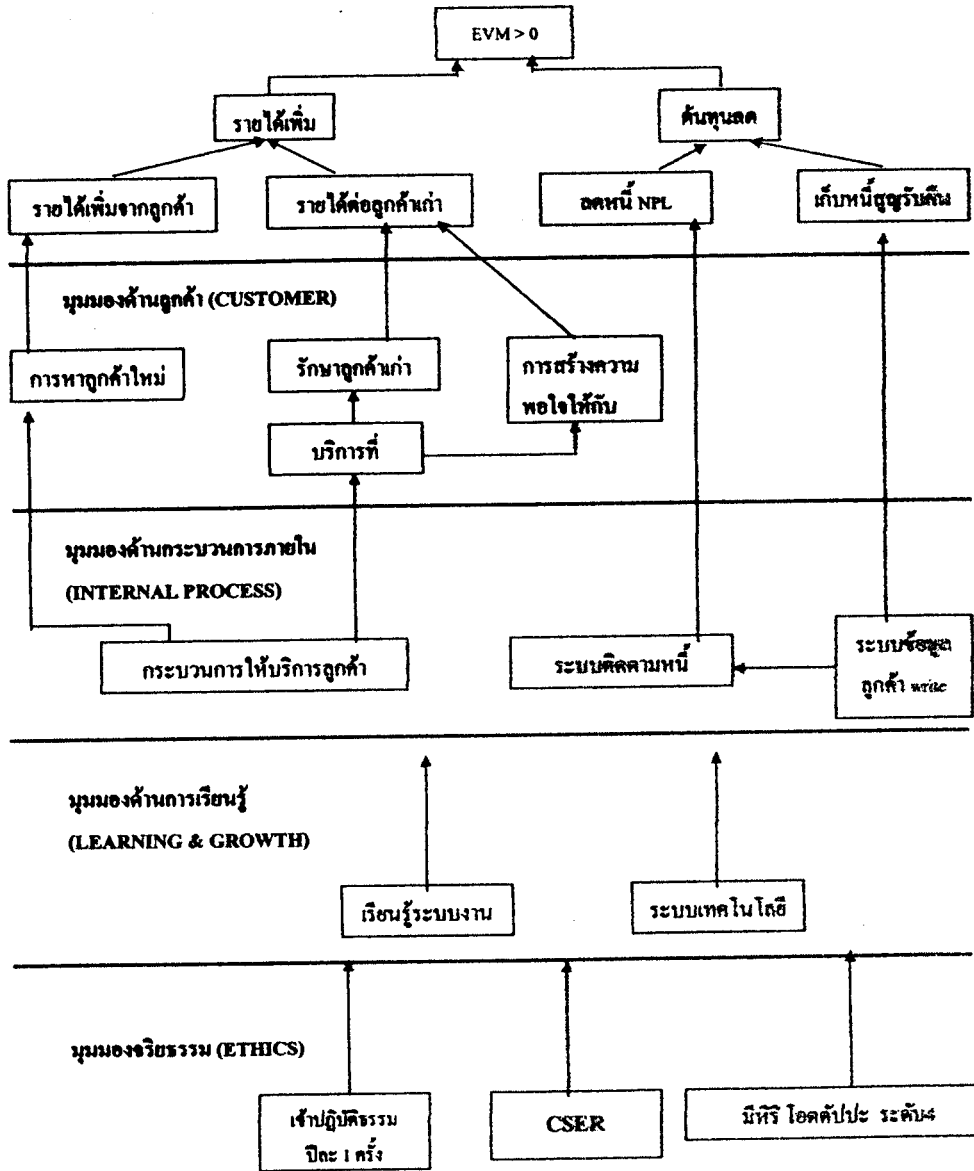 EVM > 0
รายได้เพิ่ม
ต้นทุนลด
รายได้เพิ่มจากลูกค้า
รายได้ต่อลูกค้าเก่า
ลดหนี้ NPL
เก็บหนี้สูญรับคืน
มุมมองด้านลูกค้า (CUSTOMER)
การหาลูกค้าใหม่
รักษาลูกค้าเก่า
การสร้างความ
พอใจให้กับ
บริการที่
มุมมองด้านกระบวนการภายใน
(INTERNAL PROCESS)
กระบวนการให้บริการลูกค้า
ระบบติดตามหนี้
ระบบข้อมูล
ลูกค้า write
มุมมองด้านการเรียนรู้
(LEARNING & GROWTH)
เรียนรู้ระบบงาน
ระบบเทคโนโลยี
มุมมองจริยธรรม (ETHICS)
เข้าปฏิบัติธรรม
ปีละ 1 ครั้ง
CSER
มีหิริ โอตตัปปะ ระดับ4